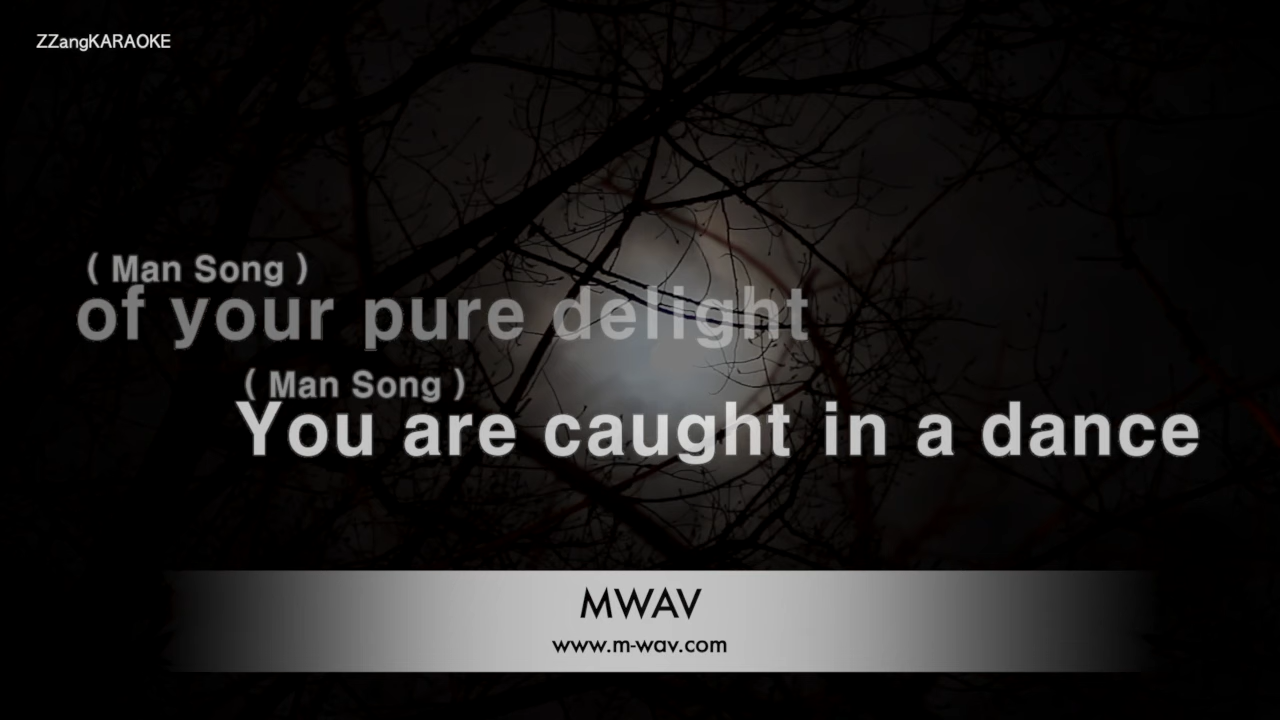 ZZangKARAOKE
( Man Song )
of your pure delight
( Man Song )
You are caught in a dance
MWAV
www.m-wav.com